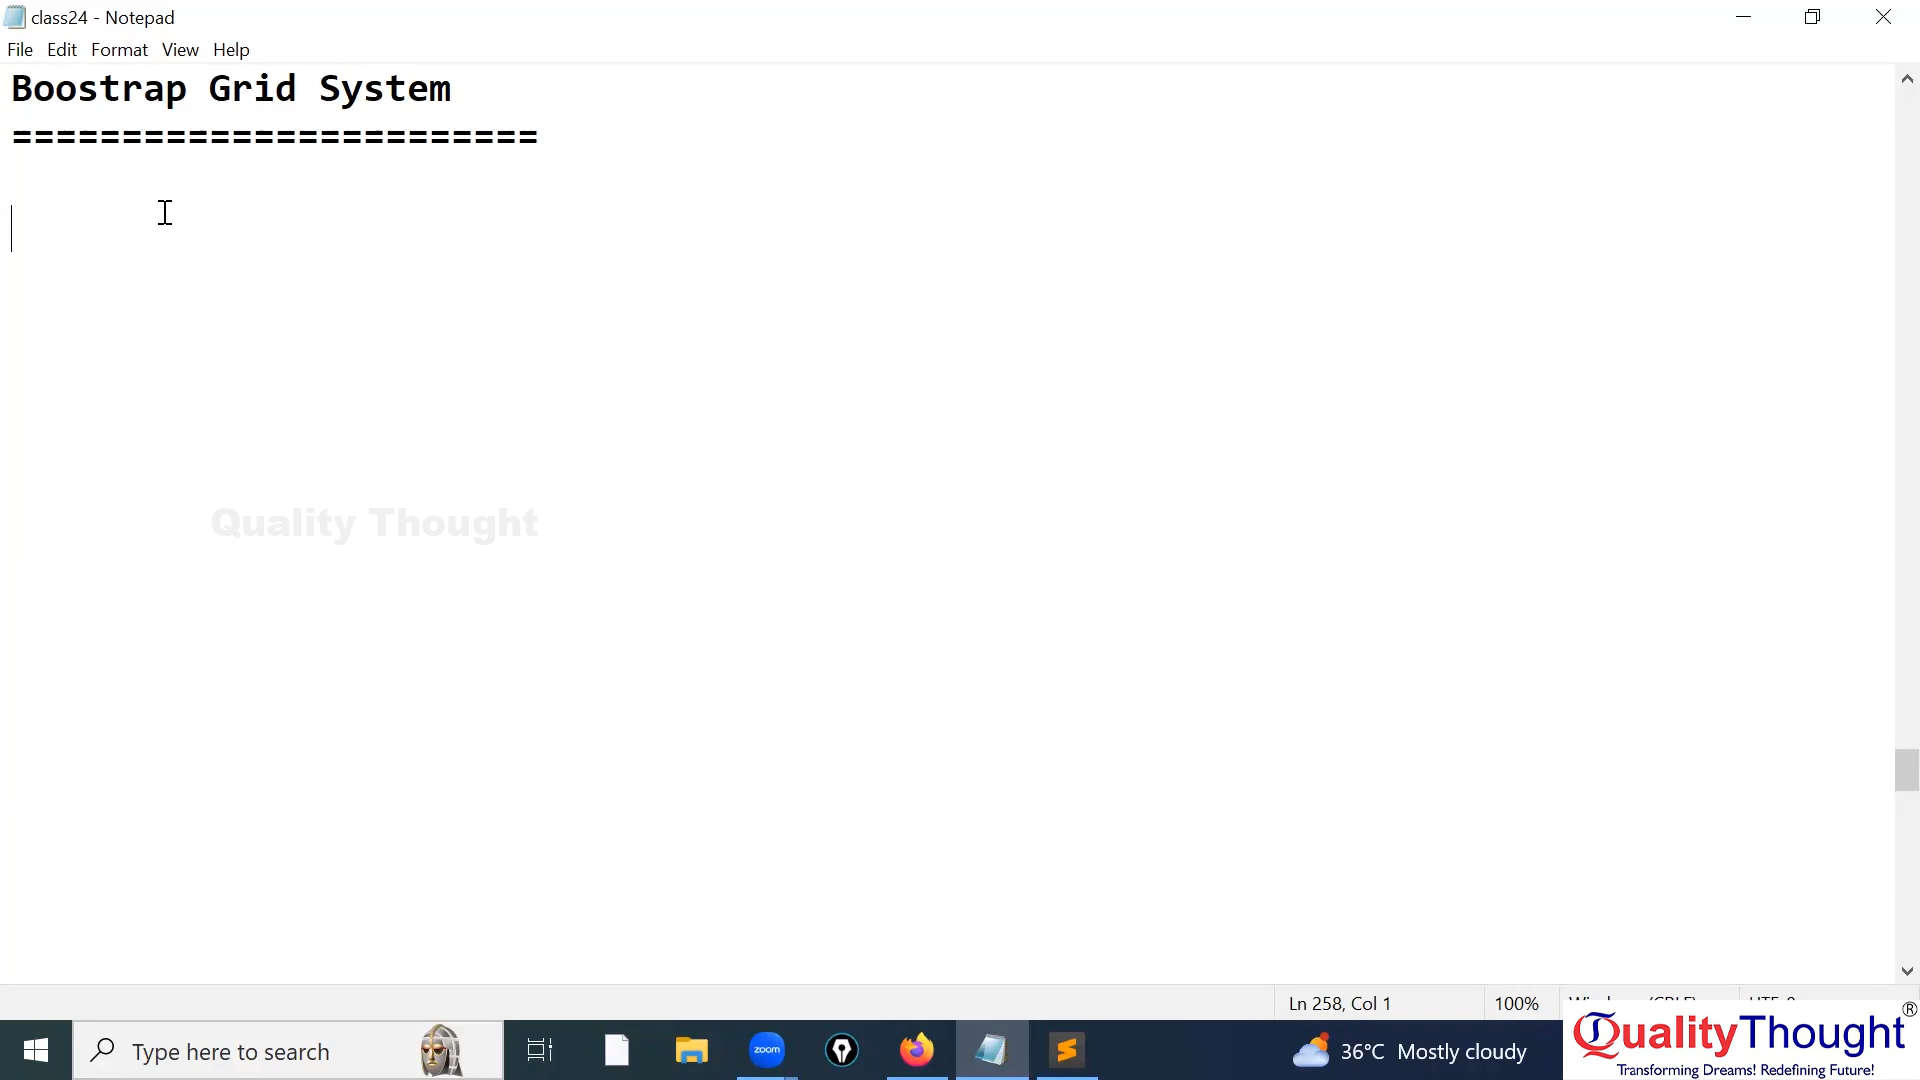 class24 - Notepad
File Edit Format View Help
Boostrap Grid System
========================
Quality Thought
Ln 258, Col 1 100%
Type here to search
zoom
36°C Mostly cloudy
QualityThought ®
Transforming Dreams! Redefining Future!